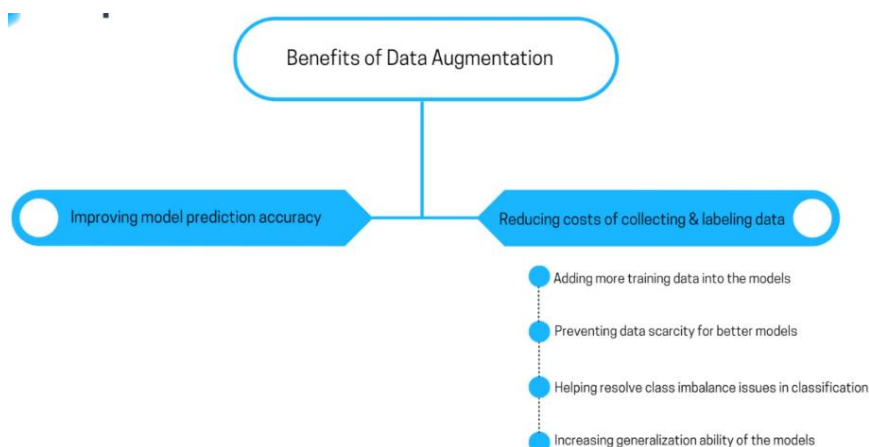 Benefits of Data Augmentation
Improving model prediction accuracy
Reducing costs of collecting & labeling data
Adding more training data into the models
Preventing data scarcity for better models
Helping resolve class imbalance issues in classification
Increasing generalization ability of the models